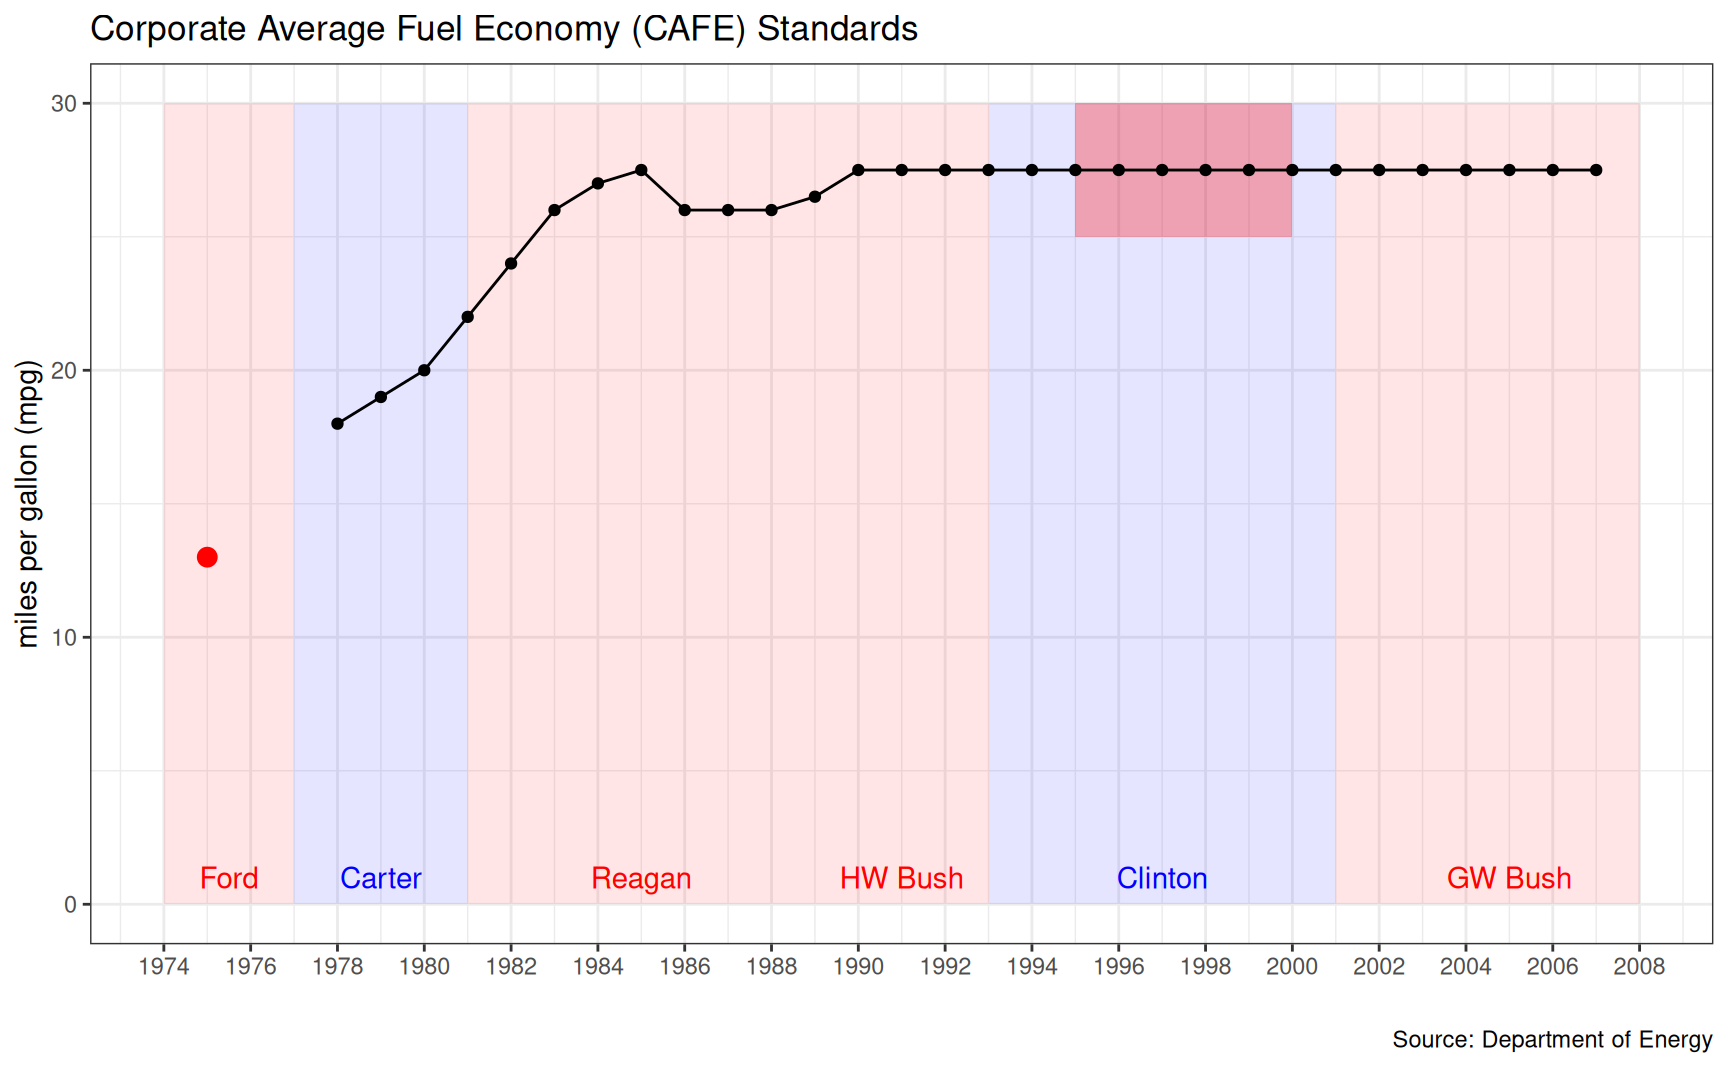 Corporate Average Fuel Economy (CAFE) Standards
miles per gallon (mpg)
30
20
10
0
Ford Carter Reagan HW Bush Clinton GW Bush
1974 1976 1978 1980 1982 1984 1986 1988 1990 1992 1994 1996 1998 2000 2002 2004 2006 2008
Source: Department of Energy